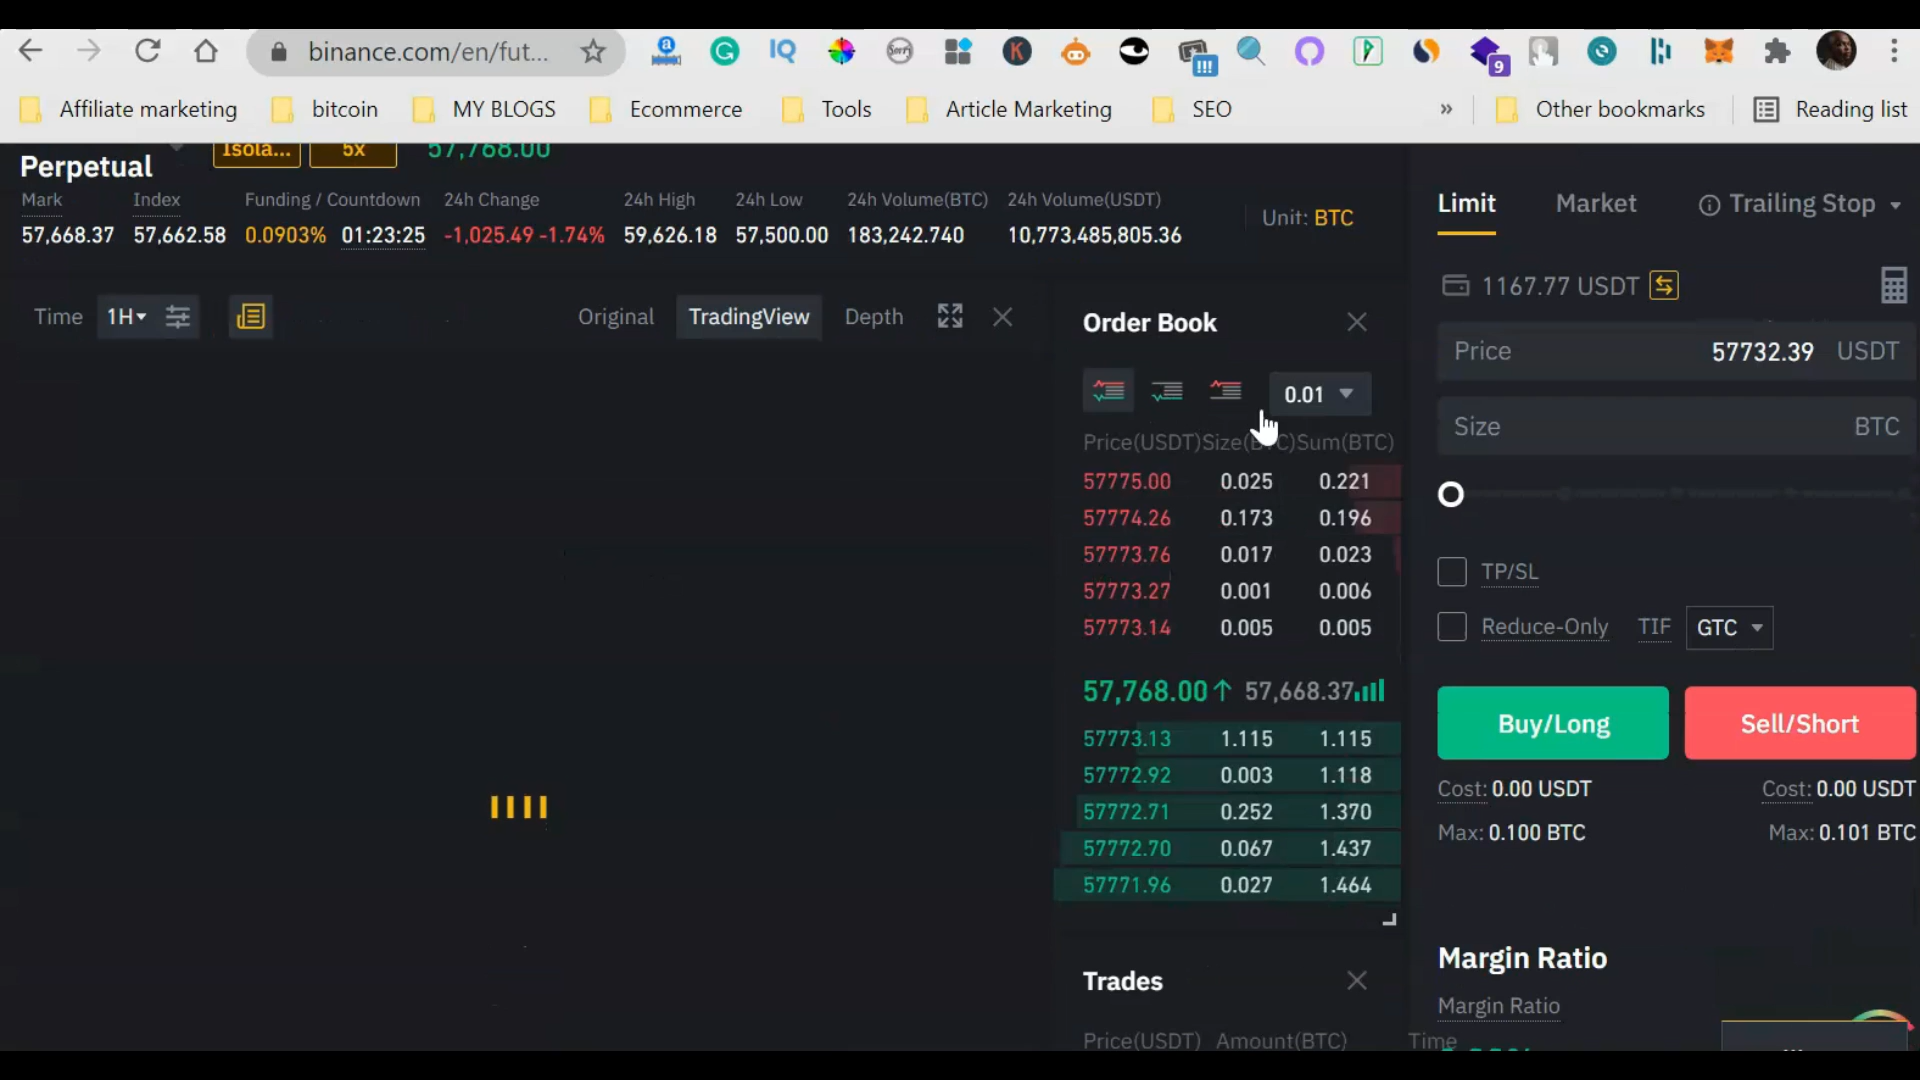 binance.com/en/fut...
!!!
9
Affiliate marketing
bitcoin
MY BLOGS
Ecommerce
Tools
Article Marketing
SEO
»
Other bookmarks
Reading list
Perpetual
Isola...
5x
57,768.00
Mark Index Funding / Countdown 24h Change 24h High 24h Low 24h Volume(BTC) 24h Volume(USDT)
57,668.37 57,662.58 0.0903% 01:23:25 -1,025.49 -1.74% 59,626.18 57,500.00 183,242.740 10,773,485,805.36
Unit: BTC
Time 1H Original TradingView Depth
Order Book
0.01
Price(USDT) Size(BTC) Sum(BTC)
57775.00 0.025 0.221
57774.26 0.173 0.196
57773.76 0.017 0.023
57773.27 0.001 0.006
57773.14 0.005 0.005
57,768.00↑ 57,668.37
57773.13 1.115 1.115
57772.92 0.003 1.118
57772.71 0.252 1.370
57772.70 0.067 1.437
57771.96 0.027 1.464
Trades
Price(USDT) Amount(BTC) Time
Limit Market Trailing Stop
1167.77 USDT
Price 57732.39 USDT
Size BTC
TP/SL
Reduce-Only TIF GTC
Buy/Long Sell/Short
Cost: 0.00 USDT Cost: 0.00 USDT
Max: 0.100 BTC Max: 0.101 BTC
Margin Ratio
Margin Ratio